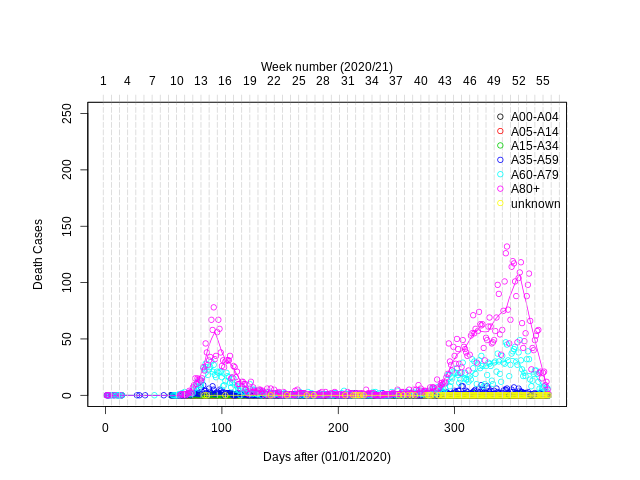 Week number (2020/21)
1 4 7 10 13 16 19 22 25 28 31 34 37 40 43 46 49 52 55
250
200
150
100
50
0
Death Cases
A00-A04
A05-A14
A15-A34
A35-A59
A60-A79
A80+
unknown
0 100 200 300
Days after (01/01/2020)